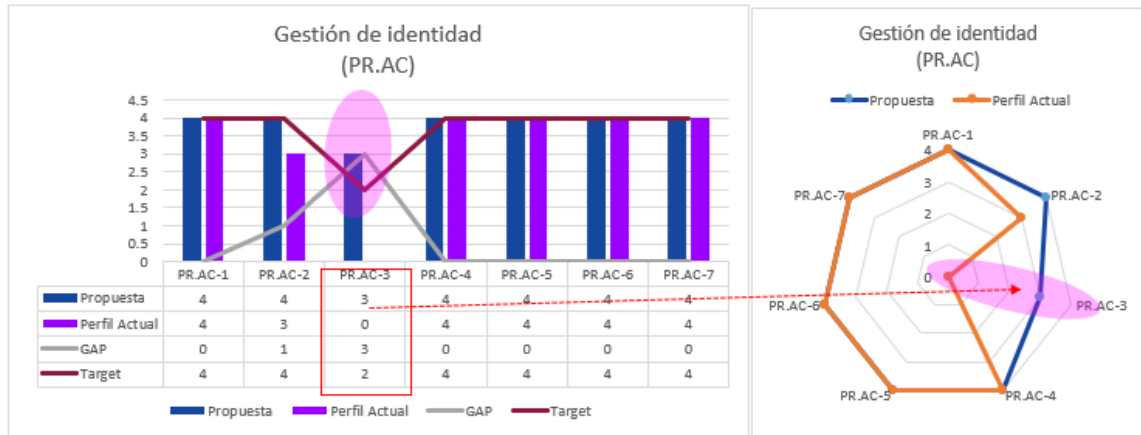 Gestión de identidad
(PR.AC)
4.5
4
3.5
3
2.5
2
1.5
1
0.5
0
PR.AC-1 PR.AC-2 PR.AC-3 PR.AC-4 PR.AC-5 PR.AC-6 PR.AC-7
Propuesta 4 4 3 4 4 4 4
Perfil Actual 4 3 0 4 4 4 4
GAP 0 1 3 0 0 0 0
Target 4 4 2 4 4 4 4
Propuesta Perfil Actual GAP Target
Gestión de identidad
(PR.AC)
Propuesta Perfil Actual
PR.AC-1
4
PR.AC-7 PR.AC-2
3
2
1
0
PR.AC-6 PR.AC-3
PR.AC-5 PR.AC-4